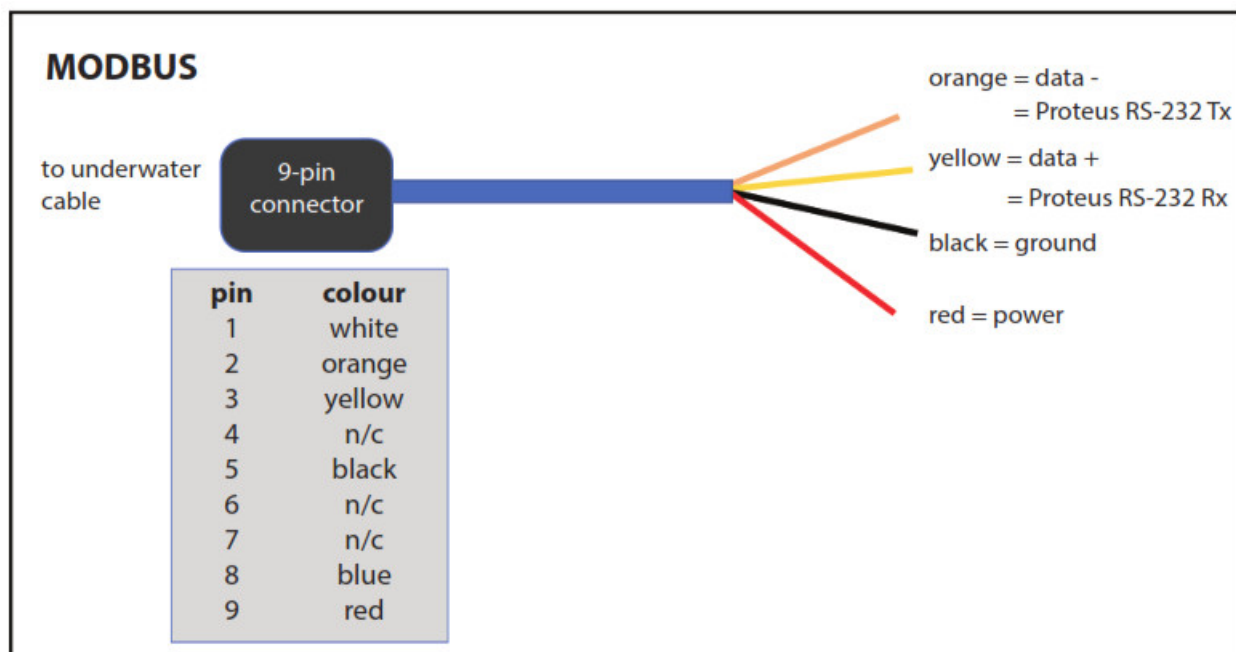 MODBUS
to underwater
cable
9-pin
connector
orange = data -
= Proteus RS-232 Tx
yellow = data +
= Proteus RS-232 Rx
black = ground
red = power
pin colour
1 white
2 orange
3 yellow
4 n/c
5 black
6 n/c
7 n/c
8 blue
9 red